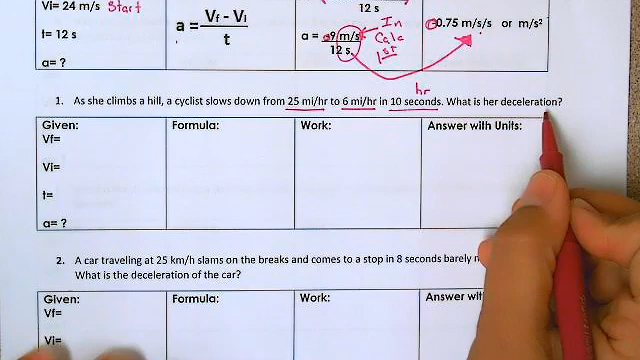 Vi= 24 m/s Start
t= 12 s
a= ?
a = Vf - Vi
t
12 s
a = -9 m/s
12 s
In
Calc
1st
-0.75 m/s/s or m/s²
hr
1. As she climbs a hill, a cyclist slows down from 25 mi/hr to 6 mi/hr in 10 seconds. What is her deceleration?
Given: Formula: Work: Answer with Units:
Vf=
Vi=
t=
a= ?
2. A car traveling at 25 km/h slams on the breaks and comes to a stop in 8 seconds barely
What is the deceleration of the car?
Given: Formula: Work: Answer
Vf=
Vi=